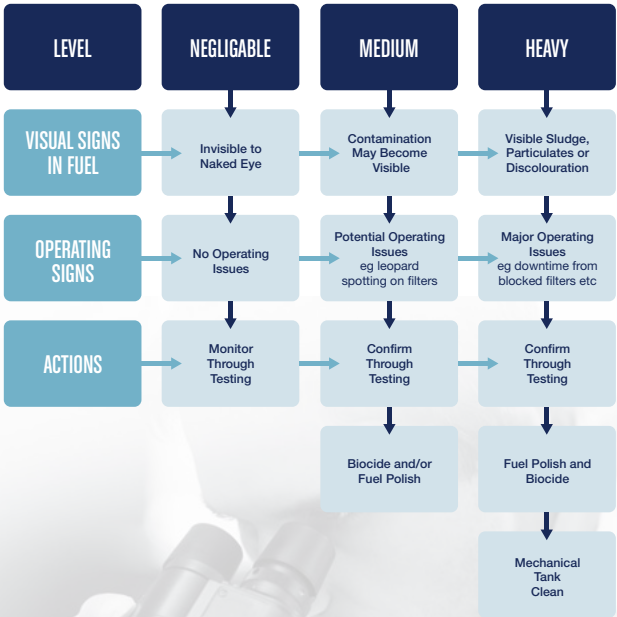 LEVEL
NEGLIGABLE
MEDIUM
HEAVY
VISUAL SIGNS
IN FUEL
Invisible to
Naked Eye
Contamination
May Become
Visible
Visible Sludge,
Particulates or
Discolouration
OPERATING
SIGNS
No Operating
Issues
Potential Operating
Issues
eg leopard
spotting on filters
Major Operating
Issues
eg downtime from
blocked filters etc
ACTIONS
Monitor
Through
Testing
Confirm
Through
Testing
Confirm
Through
Testing
Biocide and/or
Fuel Polish
Fuel Polish and
Biocide
Mechanical
Tank
Clean